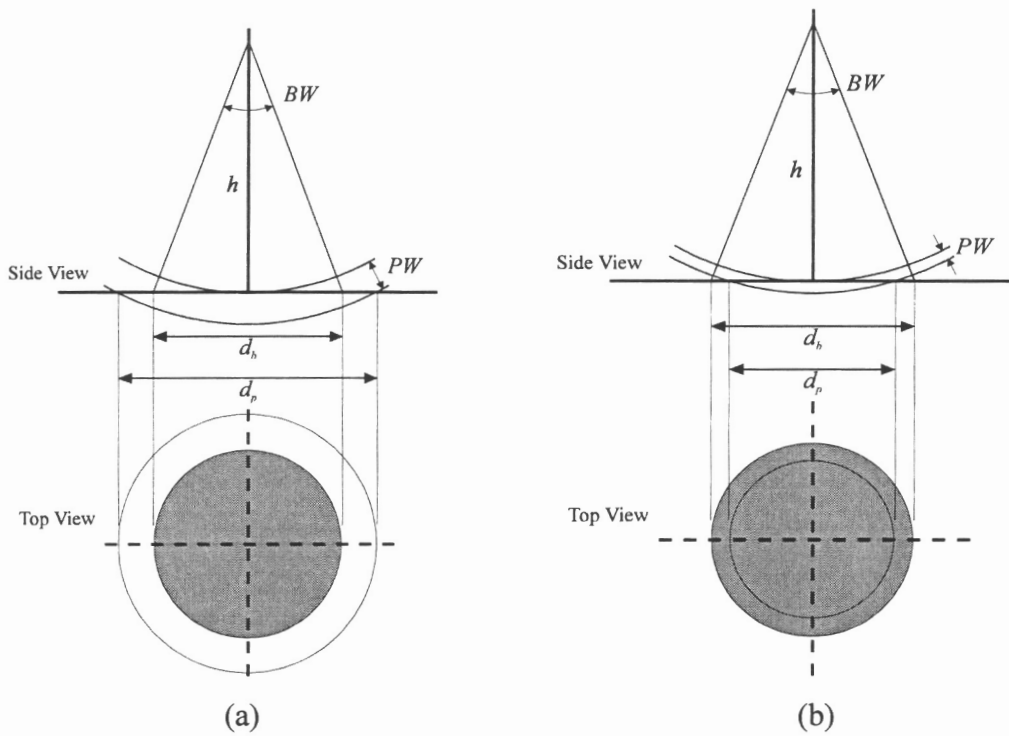 BW
h
PW
Side View
d_b
d_p
Top View
(a)
BW
h
PW
Side View
d_b
d_p
Top View
(b)